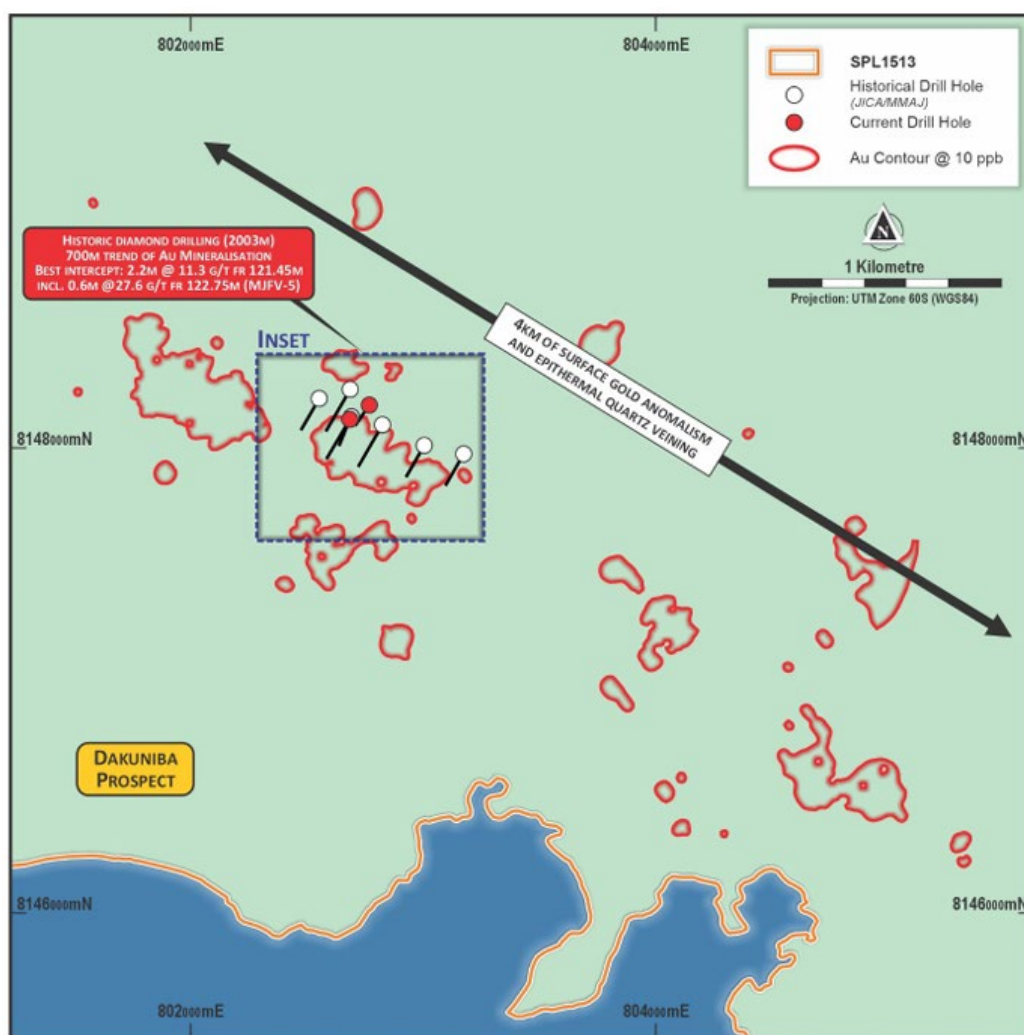 802000mE
804000mE
SPL1513
Historical Drill Hole
(JICA/MMAJ)
Current Drill Hole
Au Contour @ 10 ppb
N
1 Kilometre
Projection: UTM Zone 60S (WGS84)
HISTORIC DIAMOND DRILLING (2003M)
700M TREND OF AU MINERALISATION
BEST INTERCEPT: 2.2M @ 11.3 G/T FR 121.45M
INCL. 0.6M @27.6 G/T FR 122.75M (MJFV-5)
INSET
4KM OF SURFACE GOLD ANOMALISM
AND EPITHERMAL QUARTZ VEINING
8148000mN
8148000mN
DAKUNIBA
PROSPECT
8146000mN
8146000mN
802000mE
804000mE